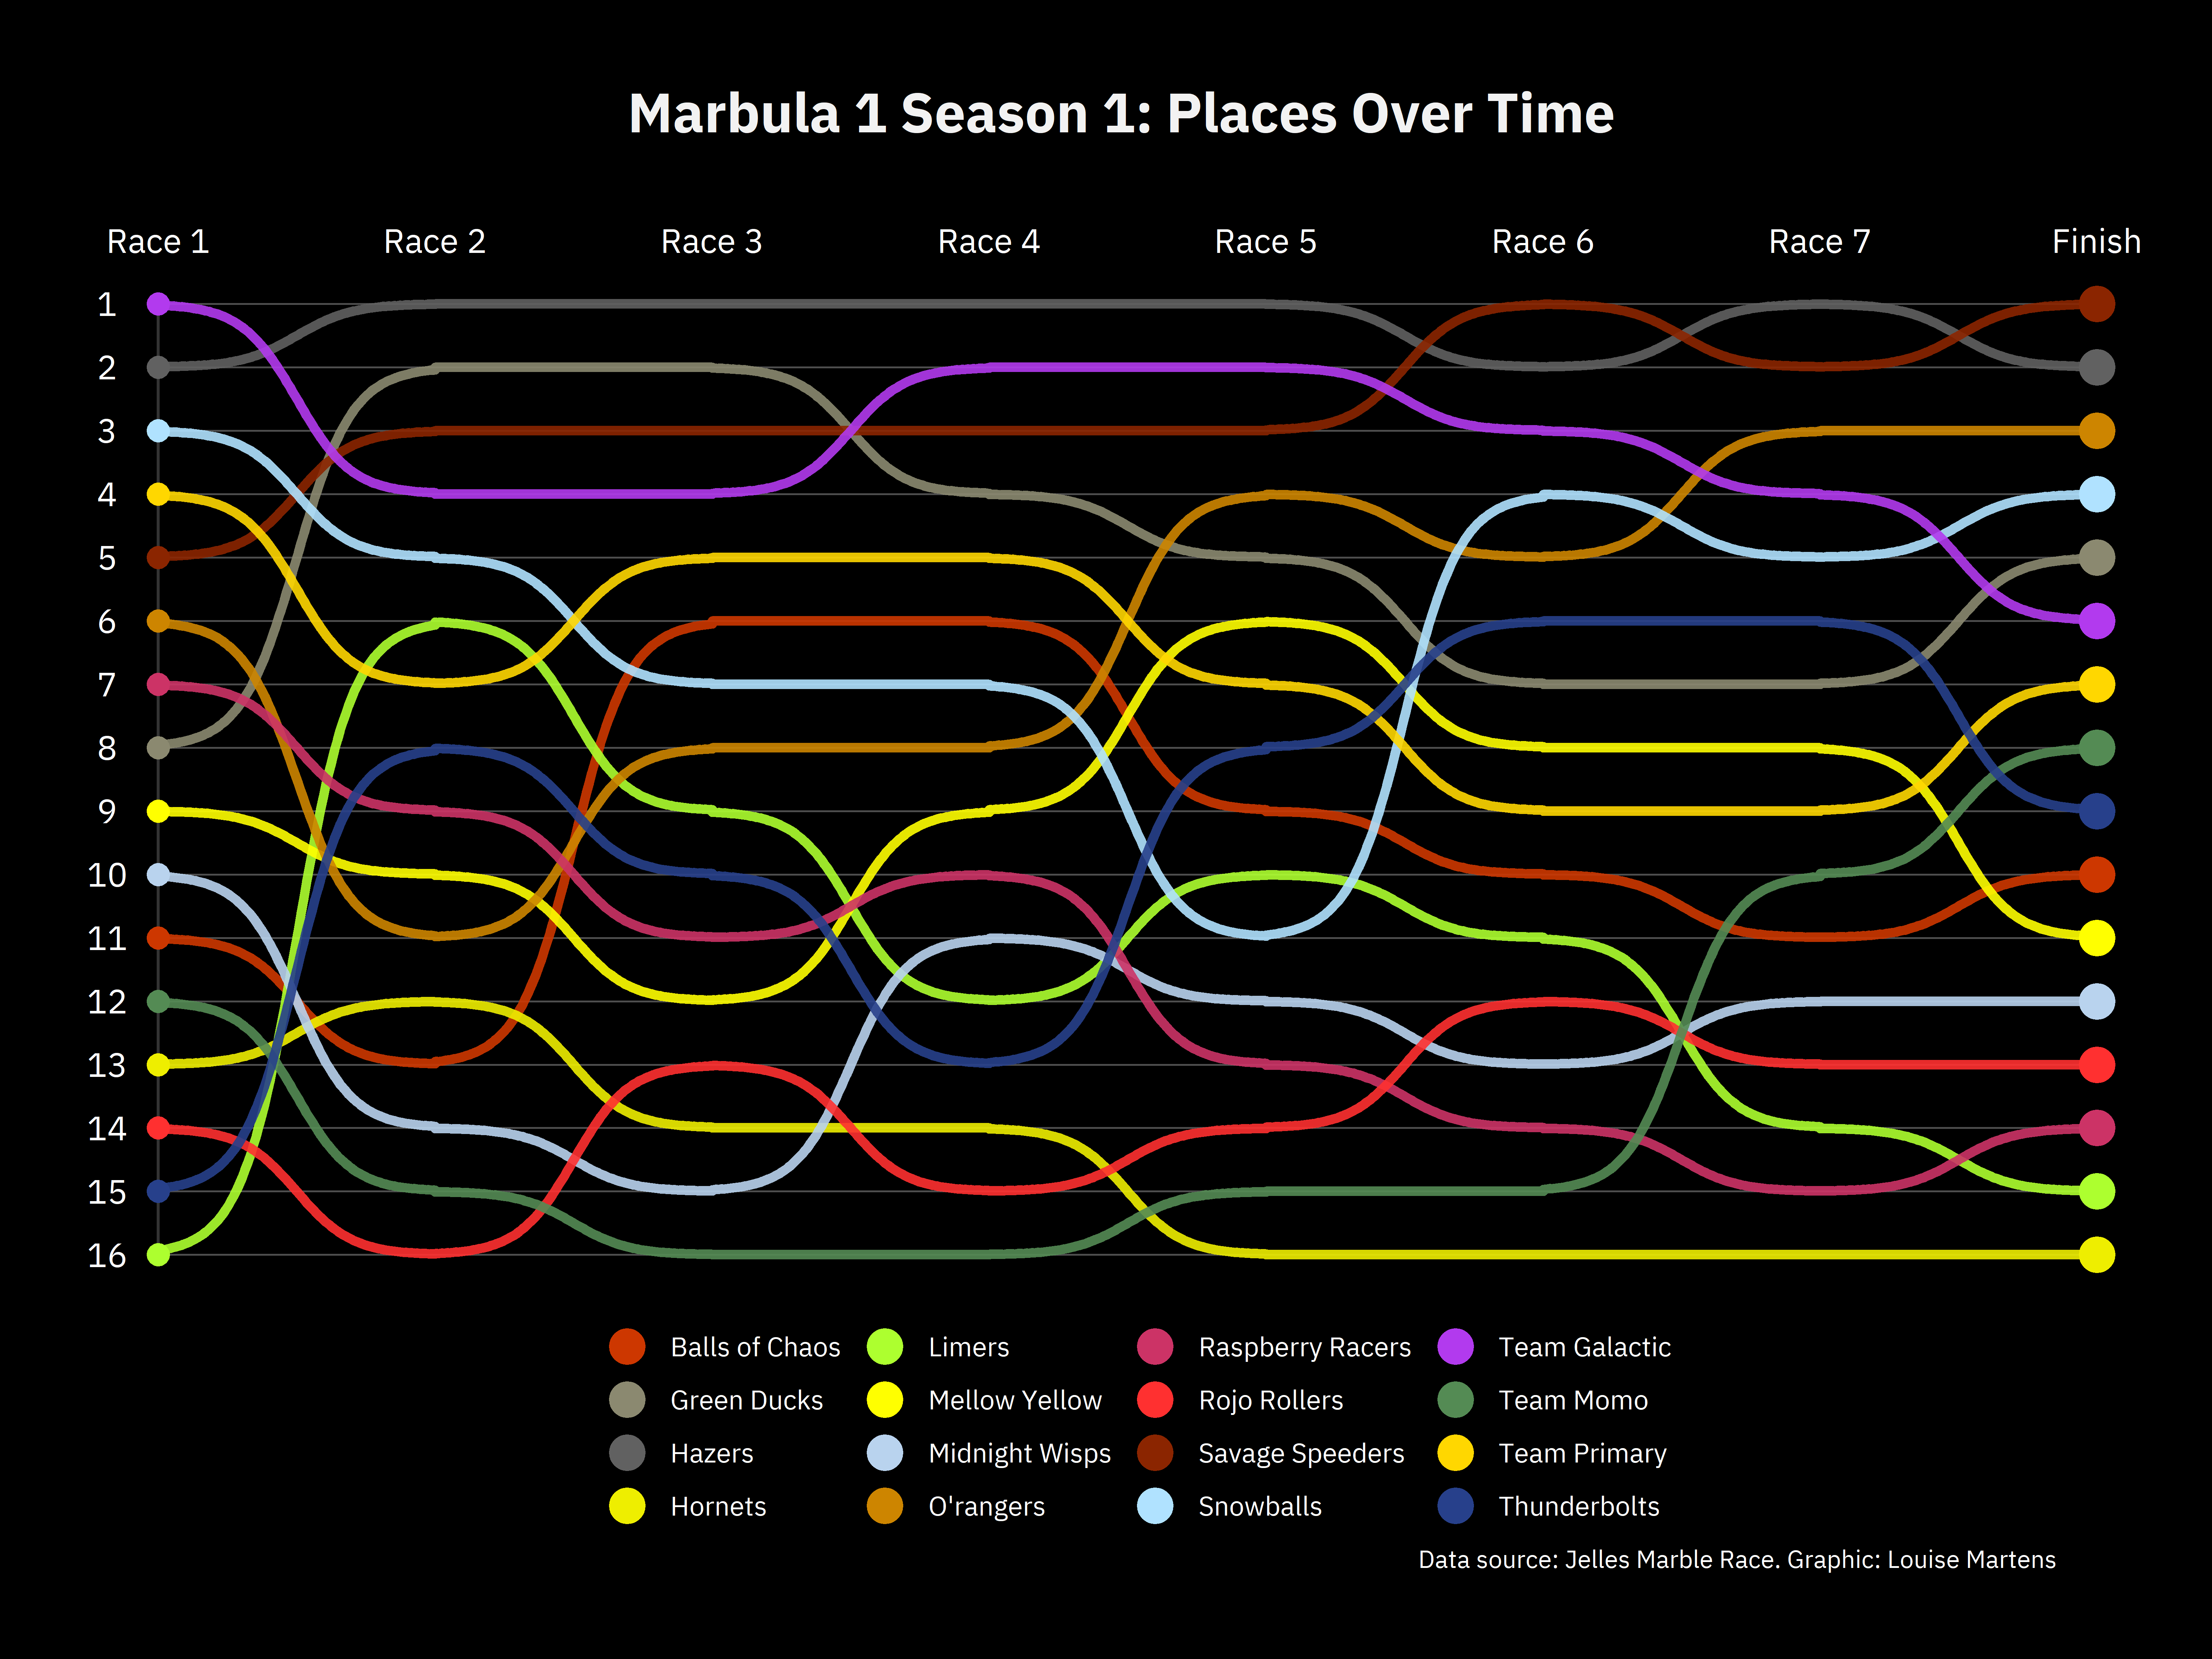 Marbula 1 Season 1: Places Over Time
Race 1 Race 2 Race 3 Race 4 Race 5 Race 6 Race 7 Finish
1
2
3
4
5
6
7
8
9
10
11
12
13
14
15
16
Balls of Chaos Limers Raspberry Racers Team Galactic
Green Ducks Mellow Yellow Rojo Rollers Team Momo
Hazers Midnight Wisps Savage Speeders Team Primary
Hornets O'rangers Snowballs Thunderbolts
Data source: Jelles Marble Race. Graphic: Louise Martens